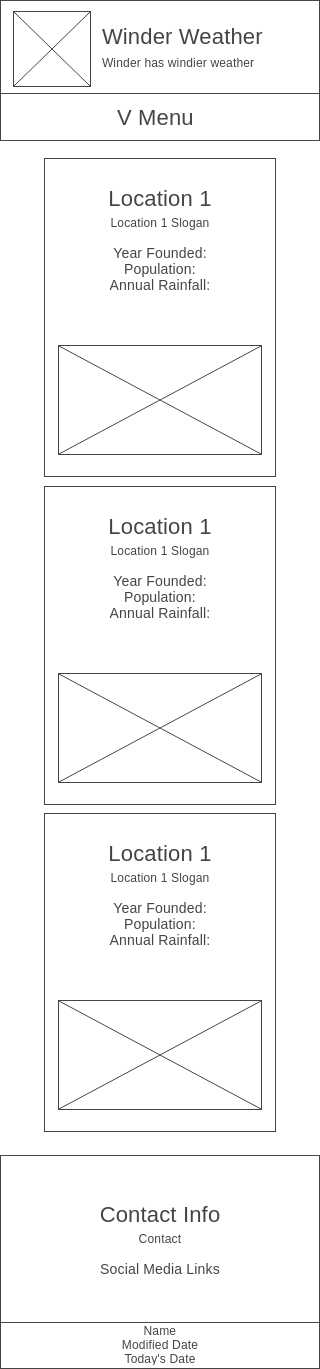 Winder Weather
Winder has windier weather
V Menu
Location 1
Location 1 Slogan
Year Founded:
Population:
Annual Rainfall:
Location 1
Location 1 Slogan
Year Founded:
Population:
Annual Rainfall:
Location 1
Location 1 Slogan
Year Founded:
Population:
Annual Rainfall:
Contact Info
Contact
Social Media Links
Name
Modified Date
Today's Date